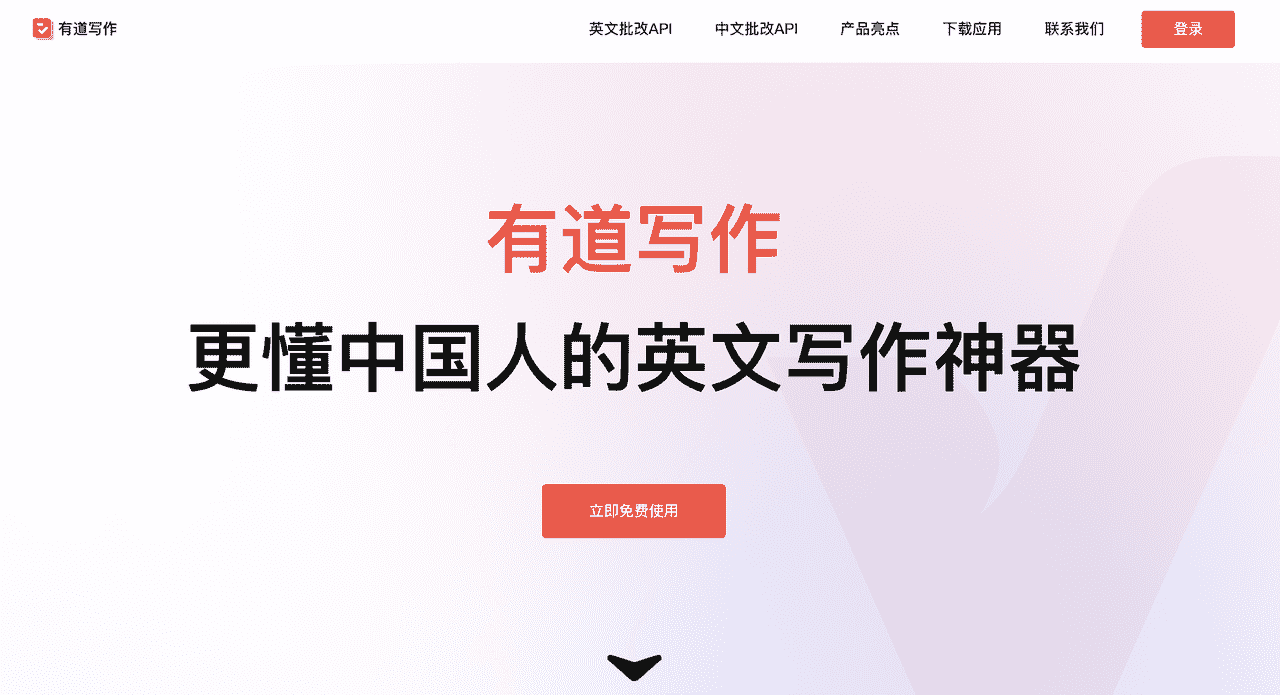 有道写作
英文批改API
中文批改API
产品亮点
下载应用
联系我们
登录
有道写作
更懂中国人的英文写作神器
立即免费使用